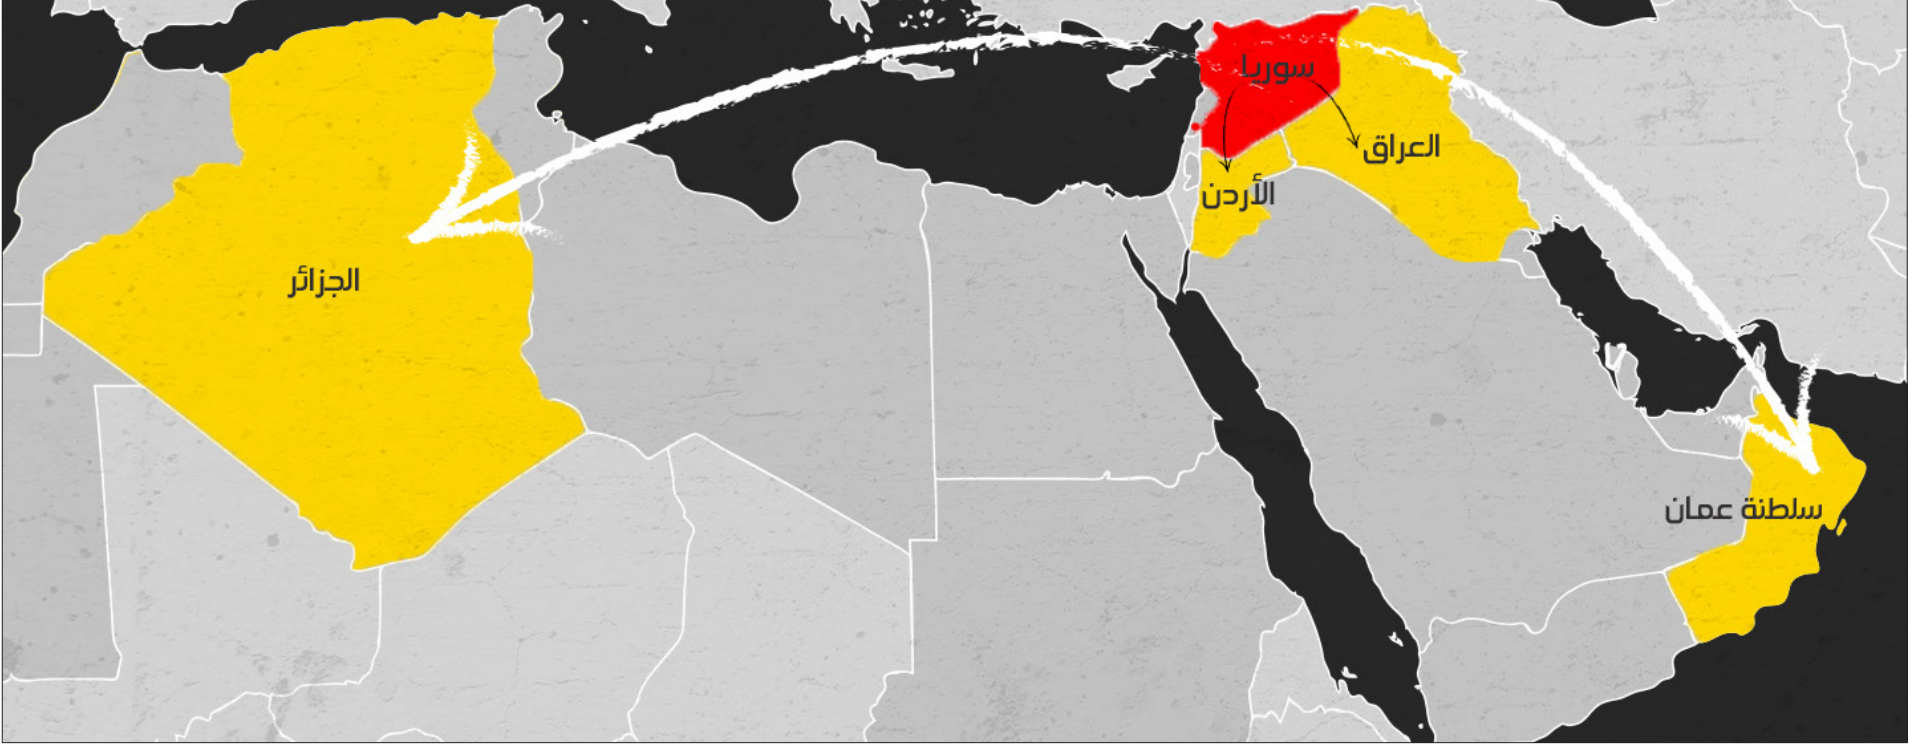 سوريا
العراق
الأردن
الجزائر
سلطنة عمان